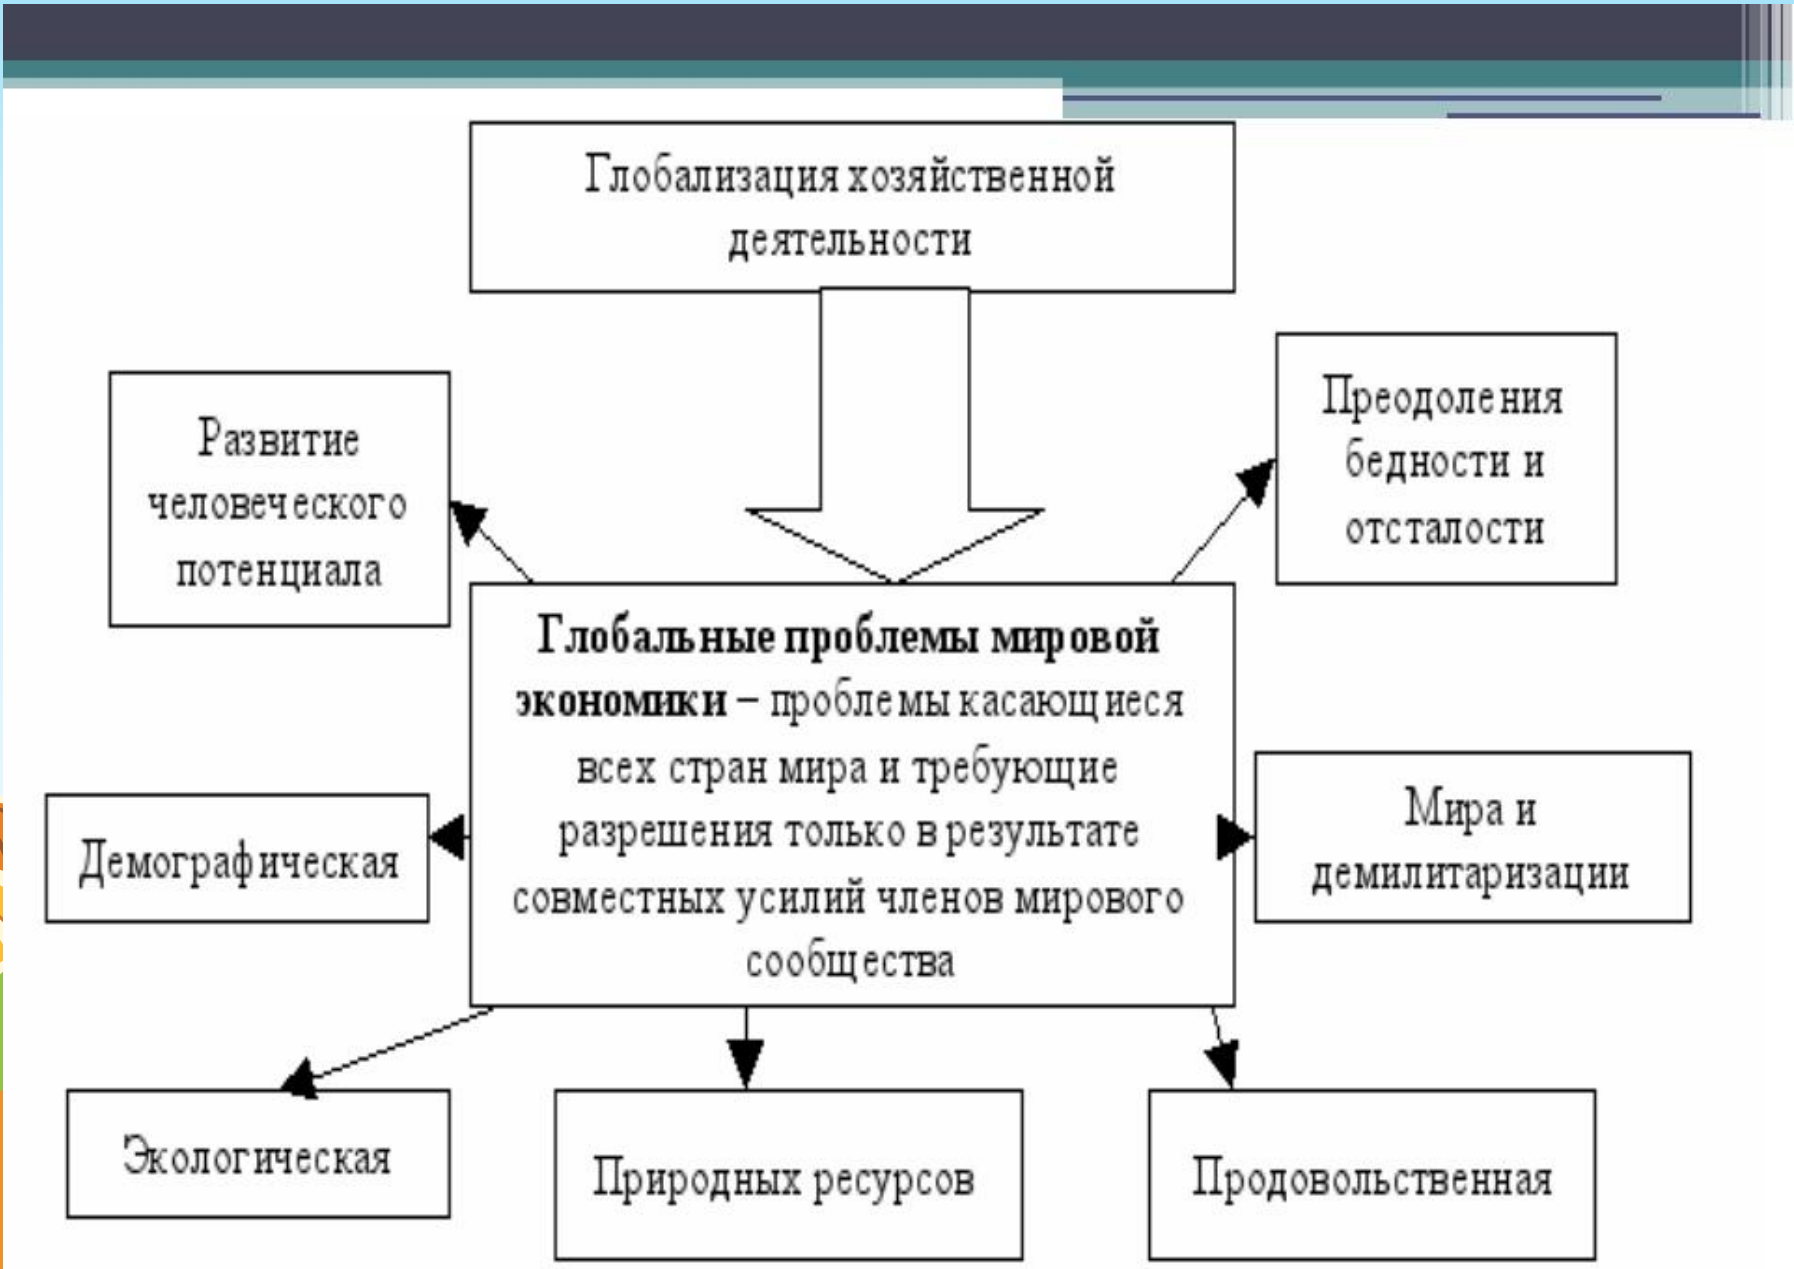 Глобализация хозяйственной
деятельности
Преодоления
бедности и
отсталости
Развитие
человеческого
потенциала
Глобальные проблемы мировой
экономики – проблемы касающиеся
всех стран мира и требующие
разрешения только в результате
совместных усилий членов мирового
сообщества
Демографическая
Мира и
демилитаризации
Экологическая
Природных ресурсов
Продовольственная